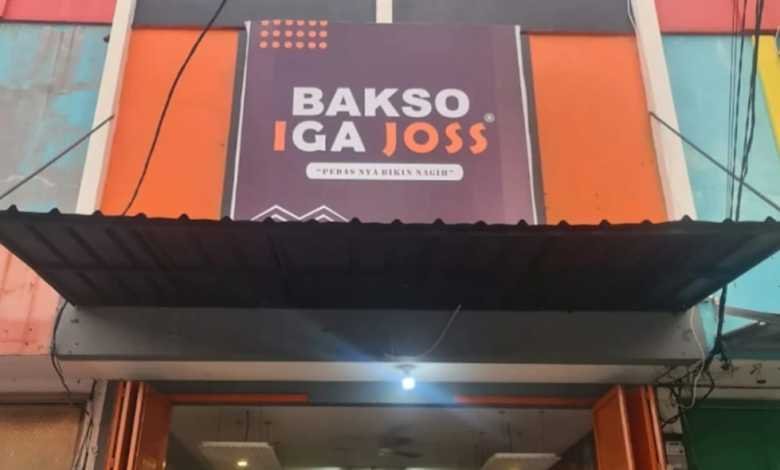 BAKSO
IGA JOSS®
"PEDAS NYA BIKIN NAGIH"